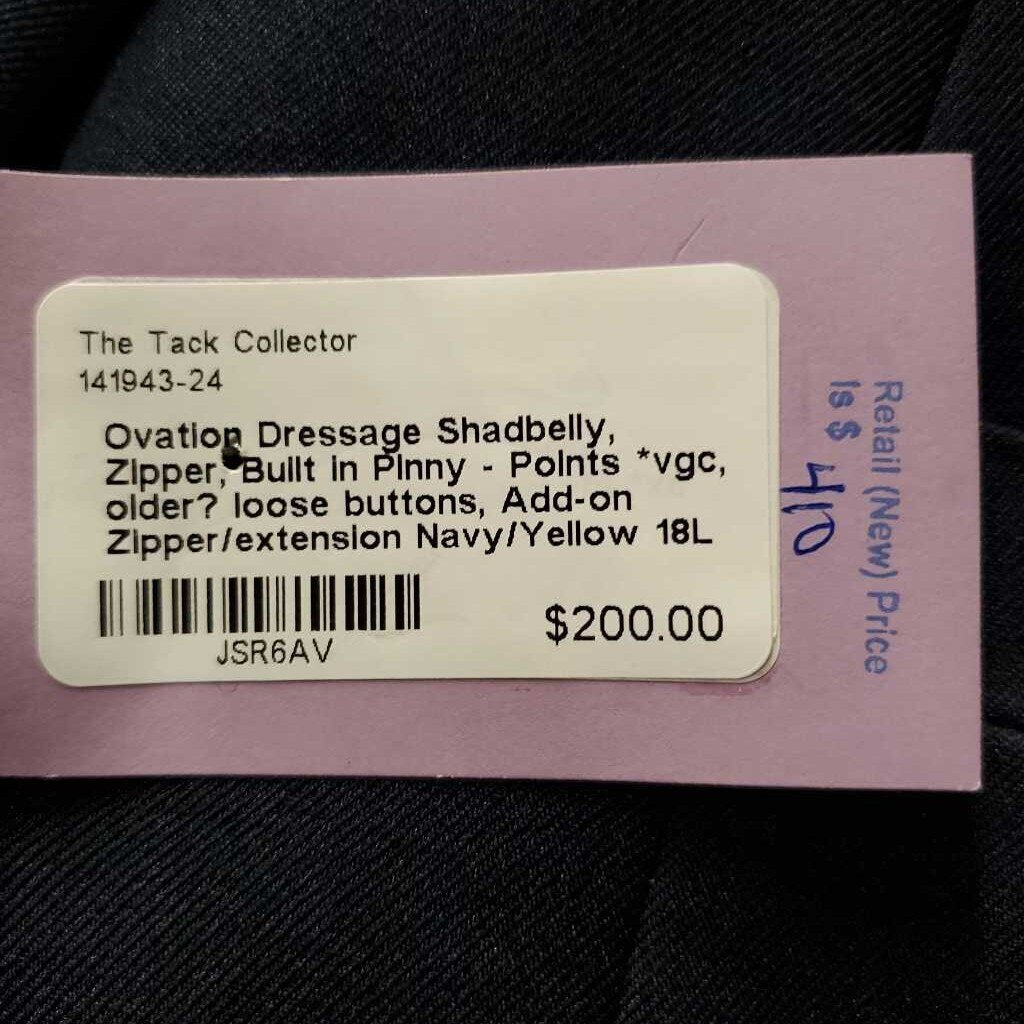 The Tack Collector
141943-24
Ovation Dressage Shadbelly,
Zipper, Built in Pinny - Points *vgc,
older? loose buttons, Add-on
Zipper/extension Navy/Yellow 18L
JSR6AV
$200.00
Retail (New) Price
Is $ 410